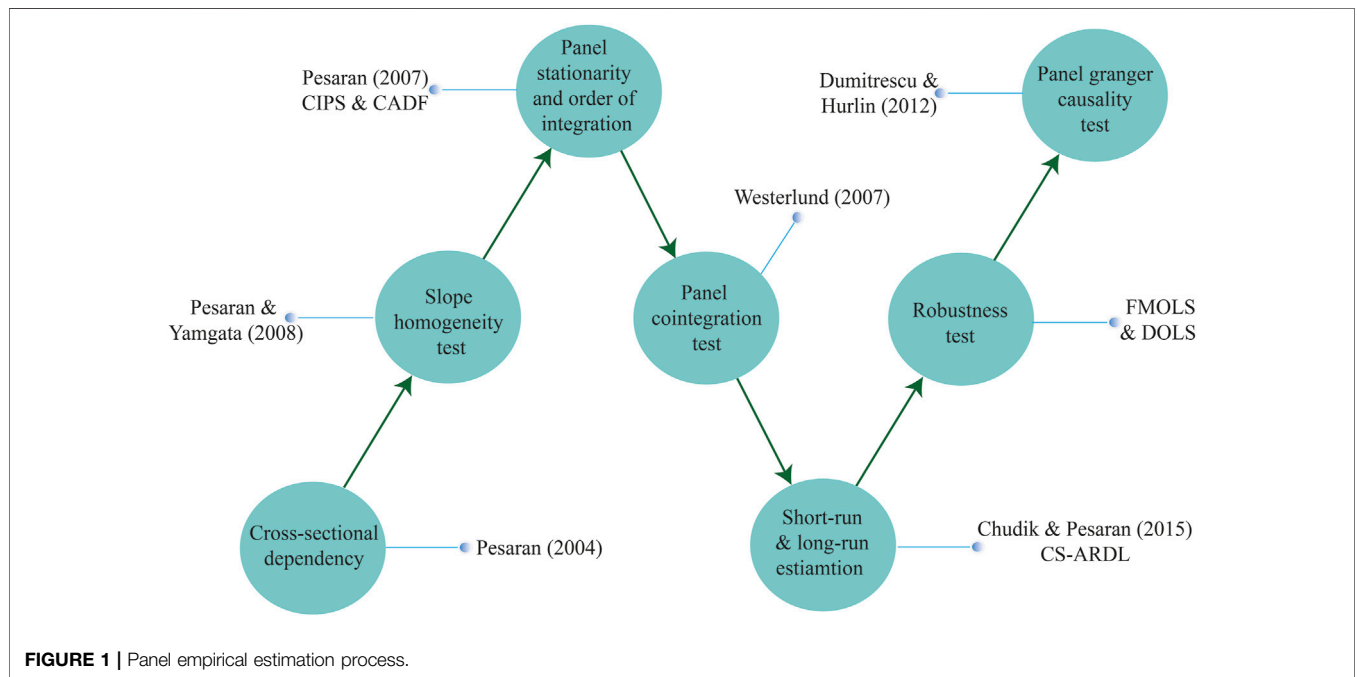 Panel
stationarity
and order of
integration
Pesaran (2007)
CIPS & CADF
Dumitrescu &
Hurlin (2012)
Panel granger
causality
test
Westerlund (2007)
Pesaran &
Yamgata (2008)
Slope
homogeneity
test
Panel
cointegration
test
Robustness
test
FMOLS
& DOLS
Cross-sectional
dependency
Pesaran (2004)
Short-run
& long-run
estiamtion
Chudik & Pesaran (2015)
CS-ARDL
FIGURE 1 | Panel empirical estimation process.